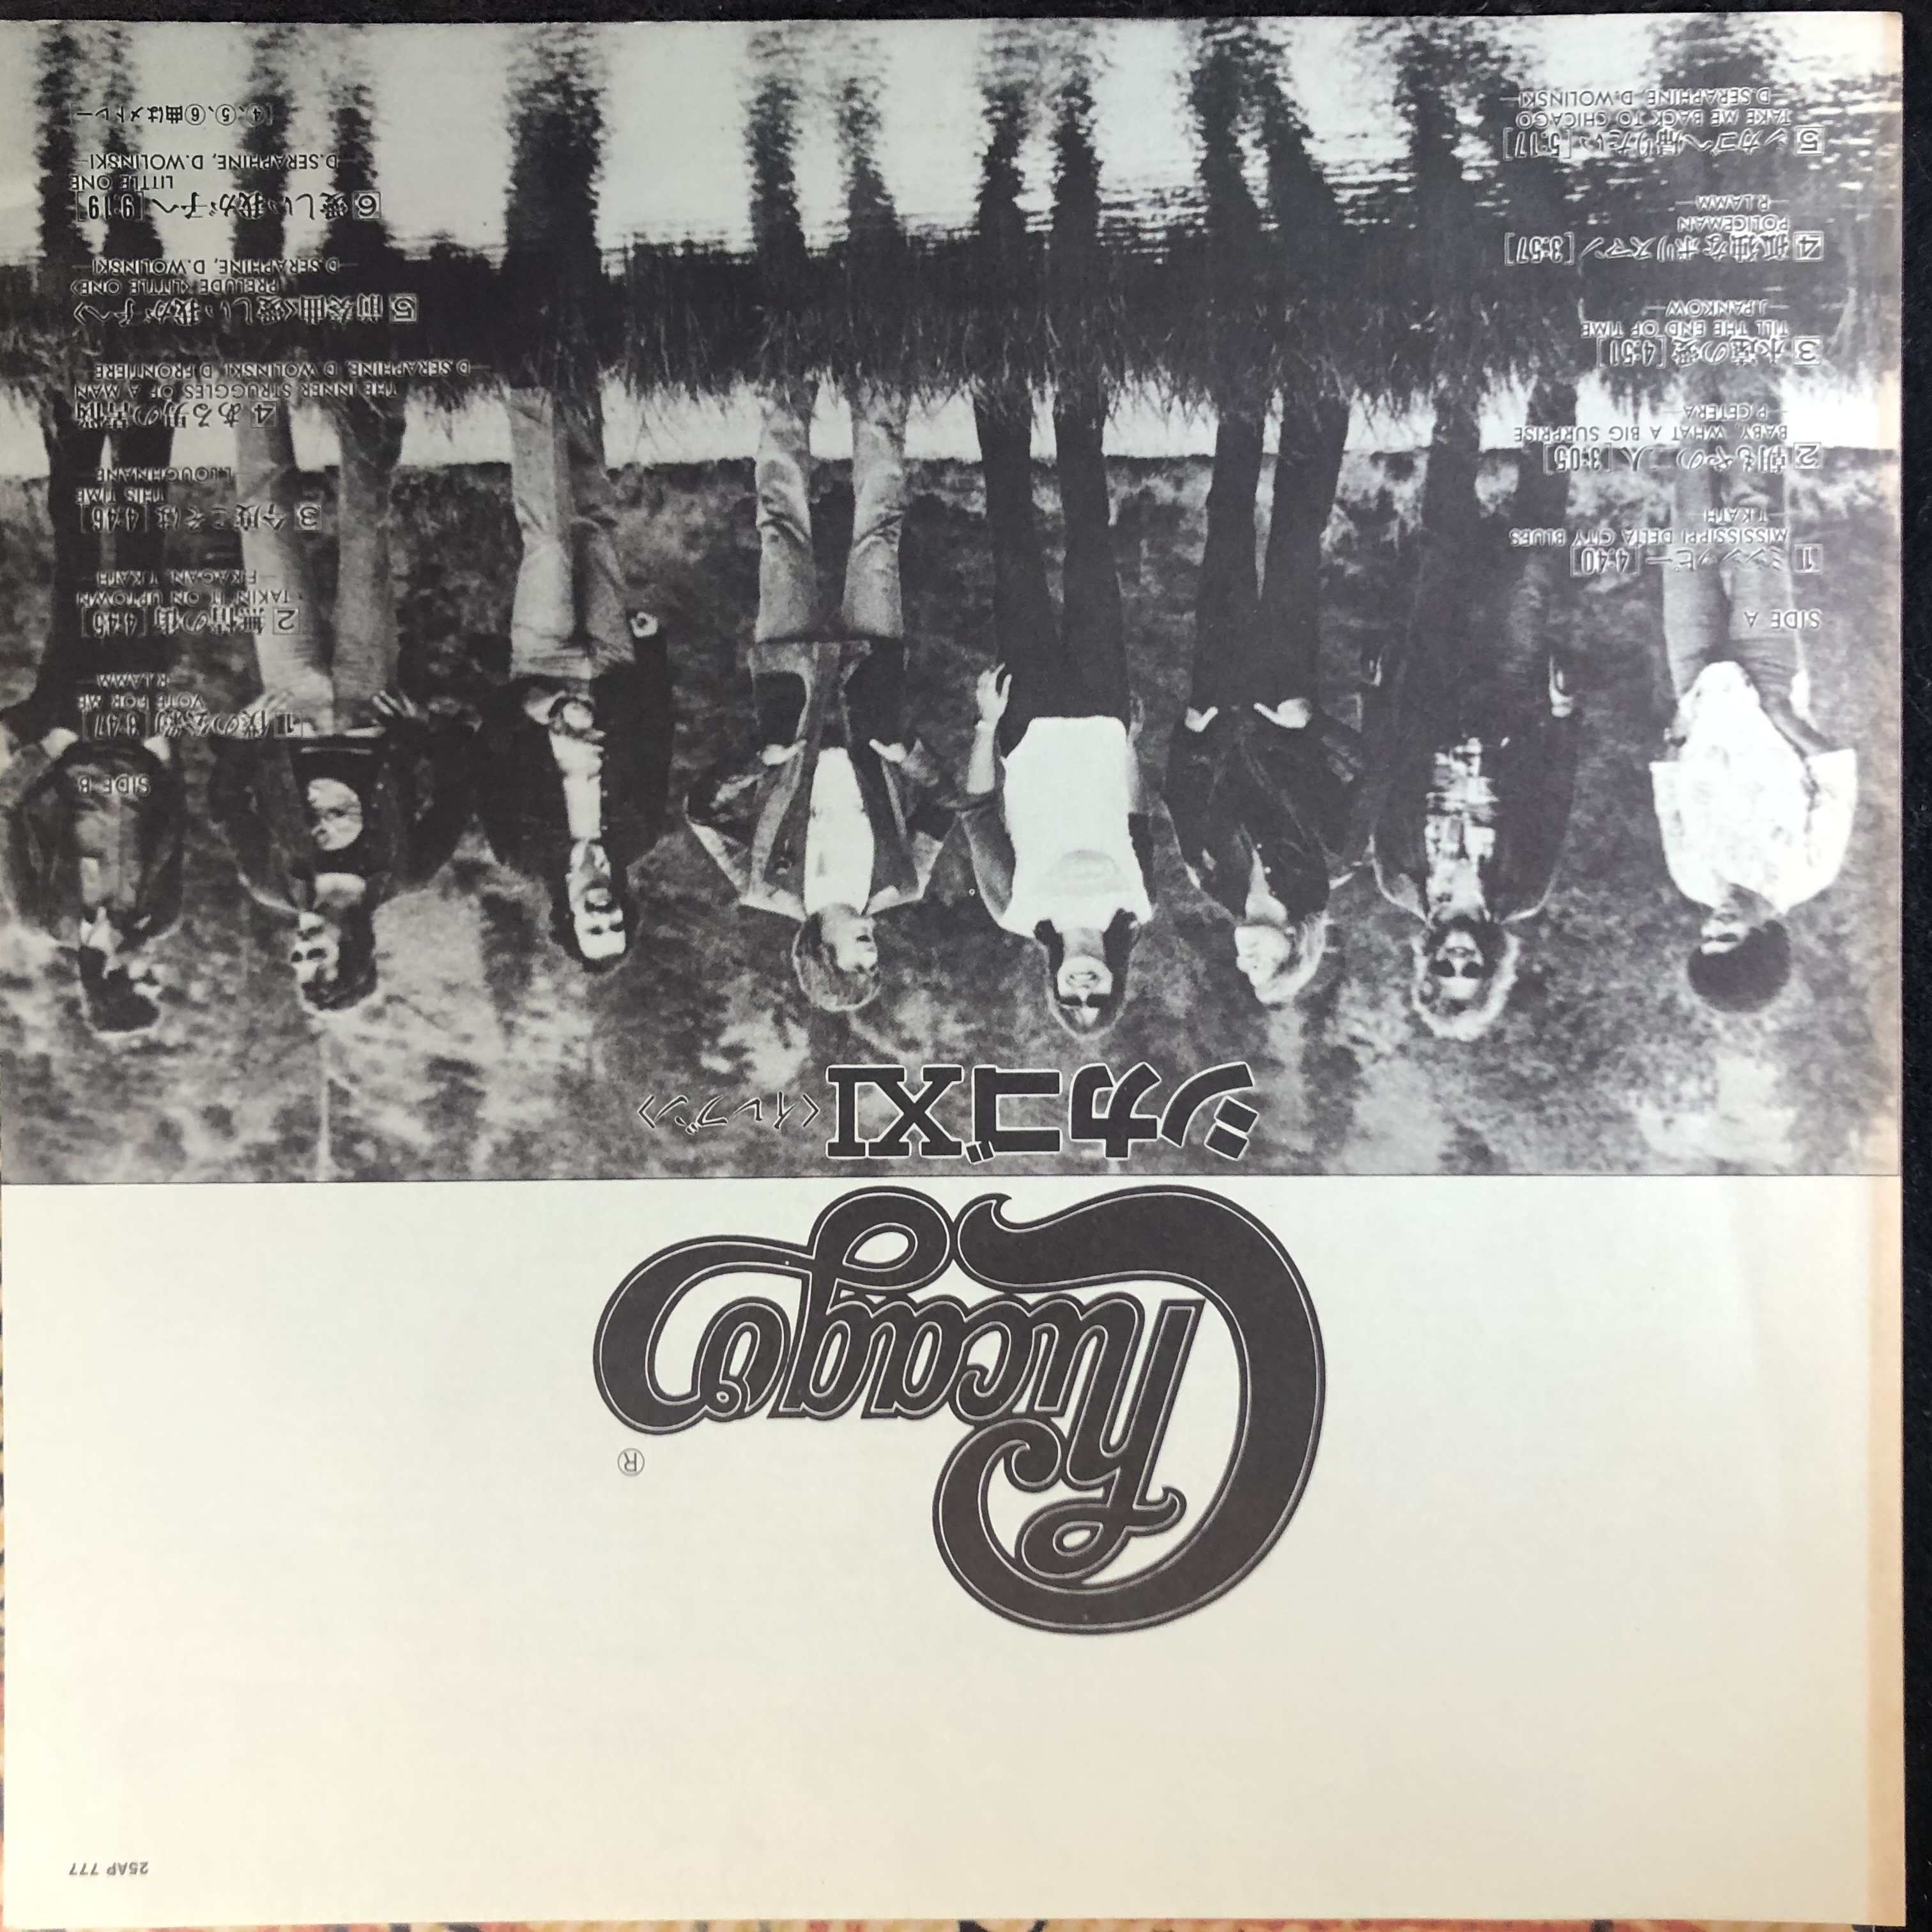 25AP 777
Chicago
®
シカゴXI〈イレブン〉
SIDE A
1 ミシシッピー [4:40]
MISSISSIPPI DELTA CITY BLUES
—T.KATH—
2 朝もやの二人 [3:05]
BABY, WHAT A BIG SURPRISE
—P.CETERA—
3 永遠の愛 [4:51]
TILL THE END OF TIME
—J.PANKOW—
4 孤独なポリスマン [3:57]
POLICEMAN
—R.LAMM—
5 シカゴへ帰りたい [5:17]
TAKE ME BACK TO CHICAGO
—D.SERAPHINE, D.WOLINSKI—
SIDE B
1 僕の公約 [3:47]
VOTE FOR ME
—R.LAMM—
2 無情の街 [4:45]
TAKIN' IT ON UPTOWN
—F.KAGAN, T.KATH—
3 今度こそは [4:46]
THIS TIME
—L.LOUGHNANE—
4 ある男の苦悩
THE INNER STRUGGLES OF A MAN
—D.SERAPHINE, D.WOLINSKI, D.FRONTIERE—
5 前奏曲〈愛しい我が子へ〉
PRELUDE 〈LITTLE ONE〉
—D.SERAPHINE, D.WOLINSKI—
6 愛しい我が子へ [9:19]
LITTLE ONE
—D.SERAPHINE, D.WOLINSKI—
④、⑤、⑥曲はメドレー